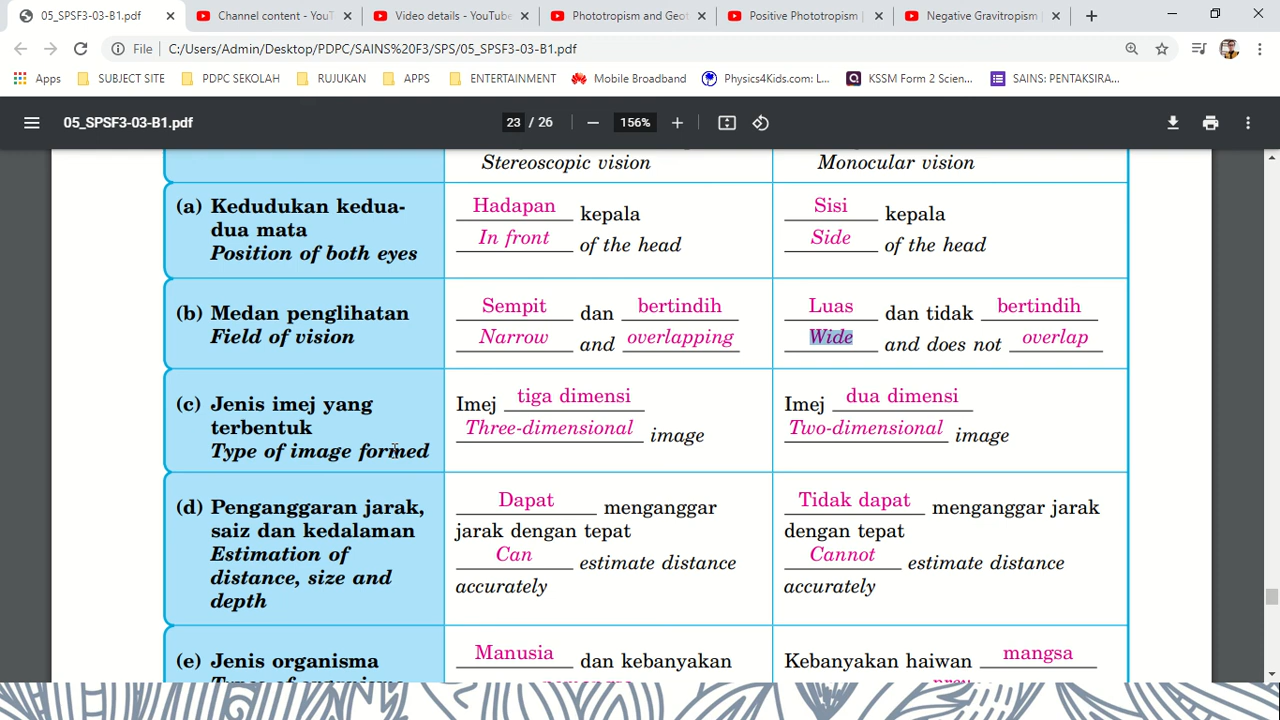 05_SPSF3-03-B1.pdf
Channel content - YouT
Video details - YouTube
Phototropism and Geot
Positive Phototropism |
Negative Gravitropism |
File | C:/Users/Admin/Desktop/PDPC/SAINS%20F3/SPS/05_SPSF3-03-B1.pdf
Apps SUBJECT SITE PDPC SEKOLAH RUJUKAN APPS ENTERTAINMENT Mobile Broadband Physics4Kids.com: L... KSSM Form 2 Scien... SAINS: PENTAKSIRA...
05_SPSF3-03-B1.pdf 23 / 26 156%
Stereoscopic vision
Monocular vision
(a) Kedudukan kedua-
dua mata
Position of both eyes
Hadapan kepala
In front of the head
Sisi kepala
Side of the head
(b) Medan penglihatan
Field of vision
Sempit dan bertindih
Narrow and overlapping
Luas dan tidak bertindih
Wide and does not overlap
(c) Jenis imej yang
terbentuk
Type of image formed
Imej tiga dimensi
Three-dimensional image
Imej dua dimensi
Two-dimensional image
(d) Penganggaran jarak,
saiz dan kedalaman
Estimation of
distance, size and
depth
Dapat menganggar
jarak dengan tepat
Can estimate distance
accurately
Tidak dapat menganggar jarak
dengan tepat
Cannot estimate distance
accurately
(e) Jenis organisma
Manusia dan kebanyakan
Kebanyakan haiwan mangsa